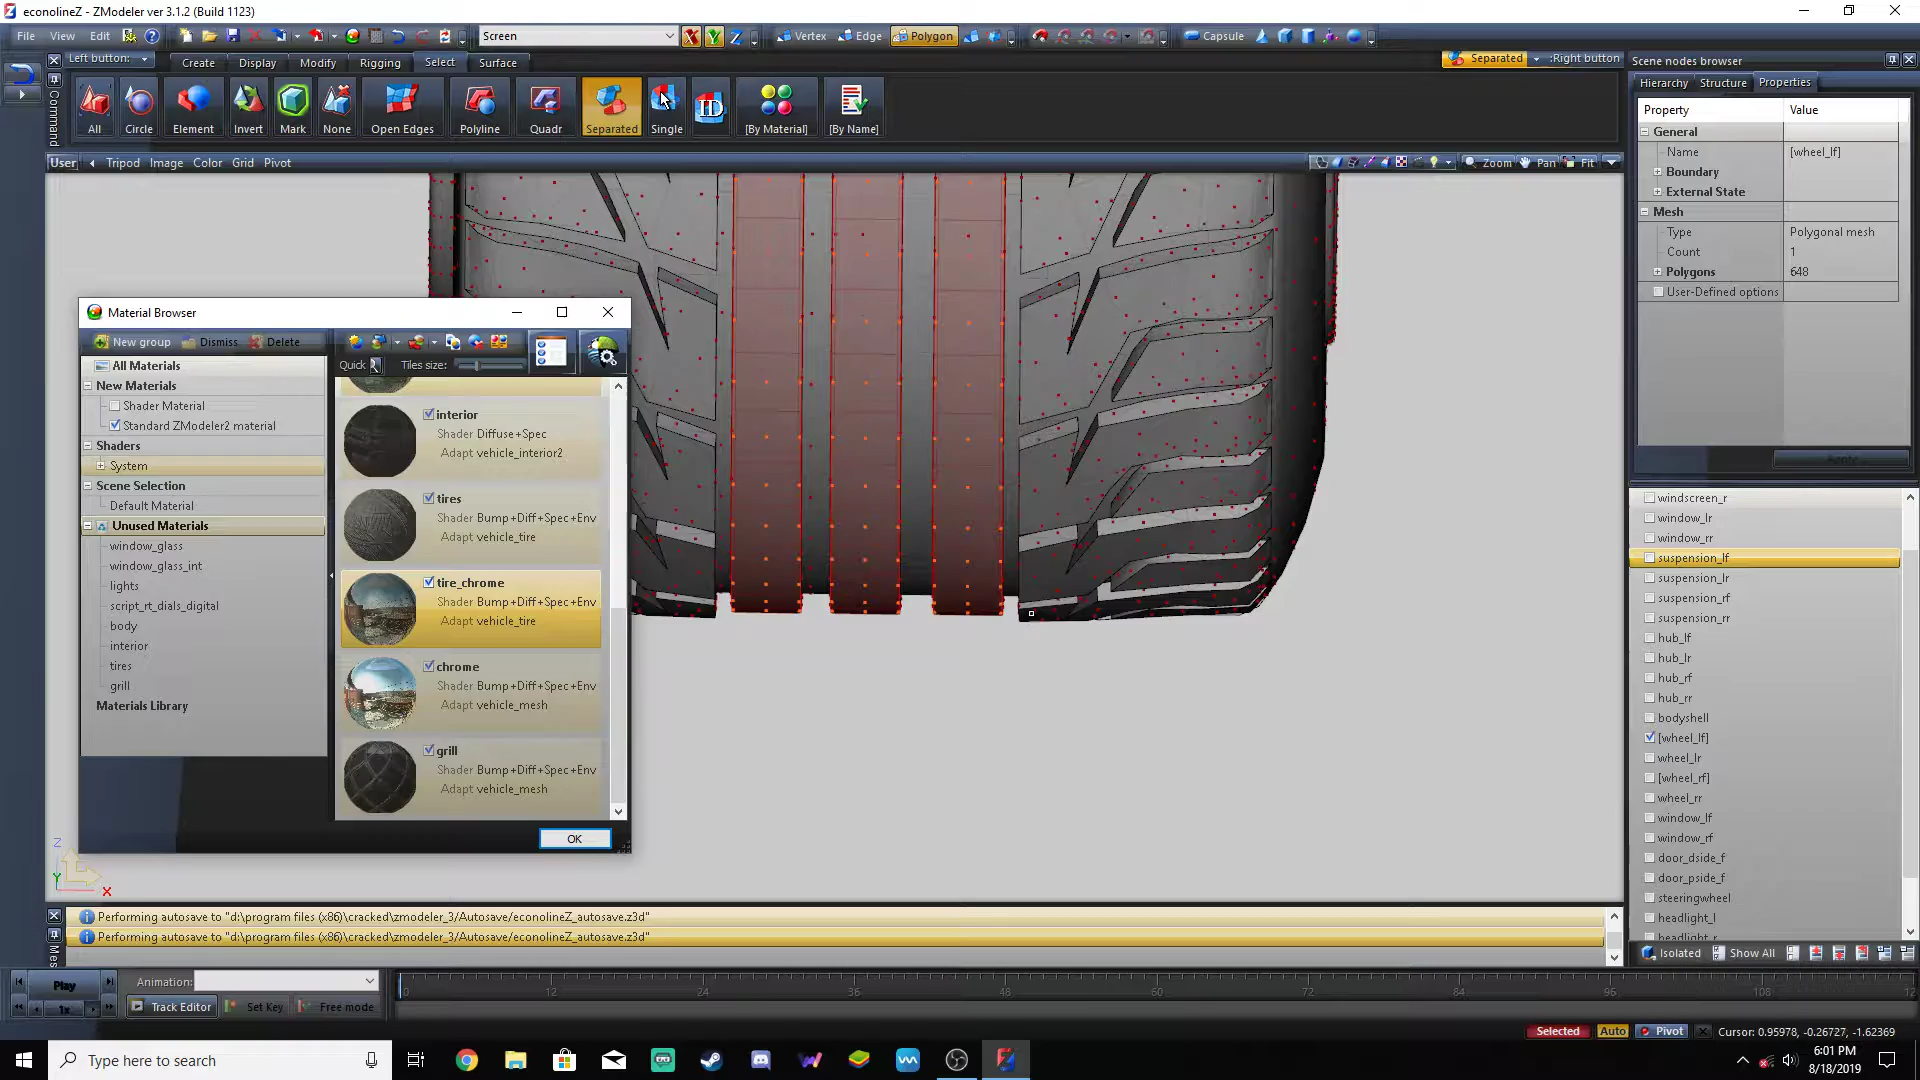 econolineZ - ZModeler ver 3.1.2 (Build 1123)
File View Edit Screen X Y Z Vertex Edge Polygon Capsule
Left button: Create Display Modify Rigging Select Surface Separated :Right button
Command
All Circle Element Invert Mark None Open Edges Polyline Quadr Separated Single ID [By Material] [By Name]
User Tripod Image Color Grid Pivot Zoom Pan Fit
Scene nodes browser
Hierarchy Structure Properties
Property Value
General
Name [wheel_lf]
Boundary
External State
Mesh
Type Polygonal mesh
Count 1
Polygons 648
User-Defined options
windscreen_r
window_lr
window_rr
suspension_lf
suspension_lr
suspension_rf
suspension_rr
hub_lf
hub_lr
hub_rf
hub_rr
bodyshell
[wheel_lf]
wheel_lr
[wheel_rf]
wheel_rr
window_lf
window_rf
door_dside_f
door_pside_f
steeringwheel
headlight_l
headlight_r
Isolated Show All
Material Browser
New group Dismiss Delete
Quick Tiles size:
All Materials
New Materials
Shader Material
Standard ZModeler2 material
Shaders
System
Scene Selection
Default Material
Unused Materials
window_glass
window_glass_int
lights
script_rt_dials_digital
body
interior
tires
grill
Materials Library
interior
Shader Diffuse+Spec
Adapt vehicle_interior2
tires
Shader Bump+Diff+Spec+Env
Adapt vehicle_tire
tire_chrome
Shader Bump+Diff+Spec+Env
Adapt vehicle_tire
chrome
Shader Bump+Diff+Spec+Env
Adapt vehicle_mesh
grill
Shader Bump+Diff+Spec+Env
Adapt vehicle_mesh
OK
Z
Y
X
Performing autosave to "d:\program files (x86)\cracked\zmodeler_3/Autosave/econolineZ_autosave.z3d"
Performing autosave to "d:\program files (x86)\cracked\zmodeler_3/Autosave/econolineZ_autosave.z3d"
Mes
Play Animation:
1x Track Editor Set Key Free mode
0 12 24 36 48 60 72 84 96 108 12
Selected Auto Pivot Cursor: 0.95978, -0.26727, -1.62369
Type here to search
6:01 PM
8/18/2019